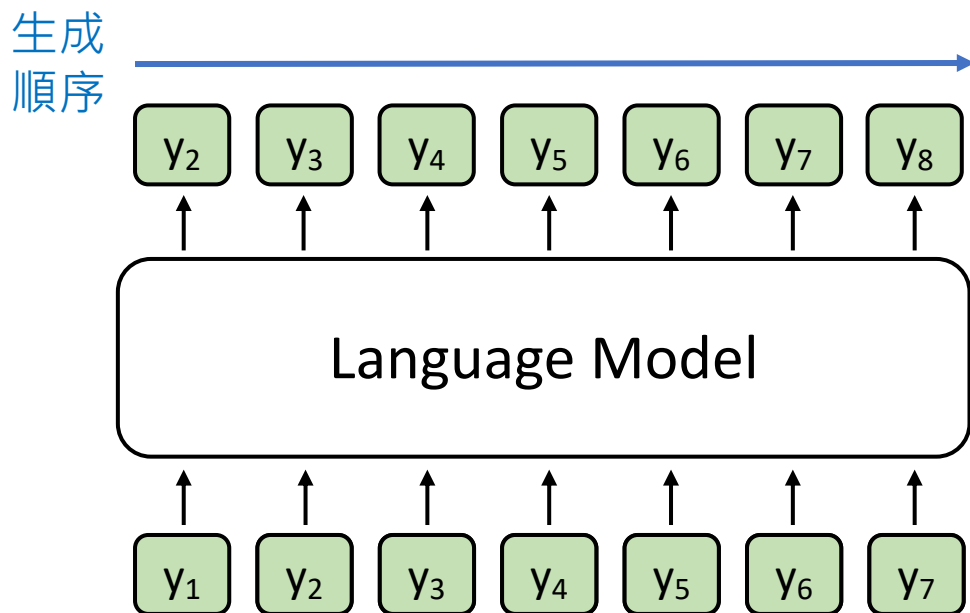 生成
順序
y₂ y₃ y₄ y₅ y₆ y₇ y₈
Language Model
y₁ y₂ y₃ y₄ y₅ y₆ y₇